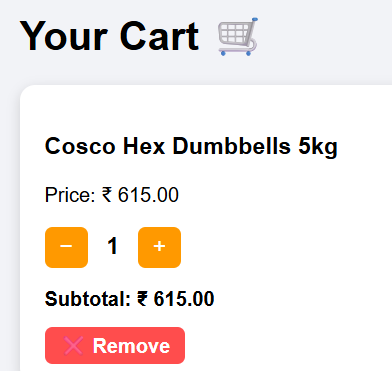 Your Cart 🛒
Cosco Hex Dumbbells 5kg
Price: ₹ 615.00
− 1 +
Subtotal: ₹ 615.00
❌ Remove